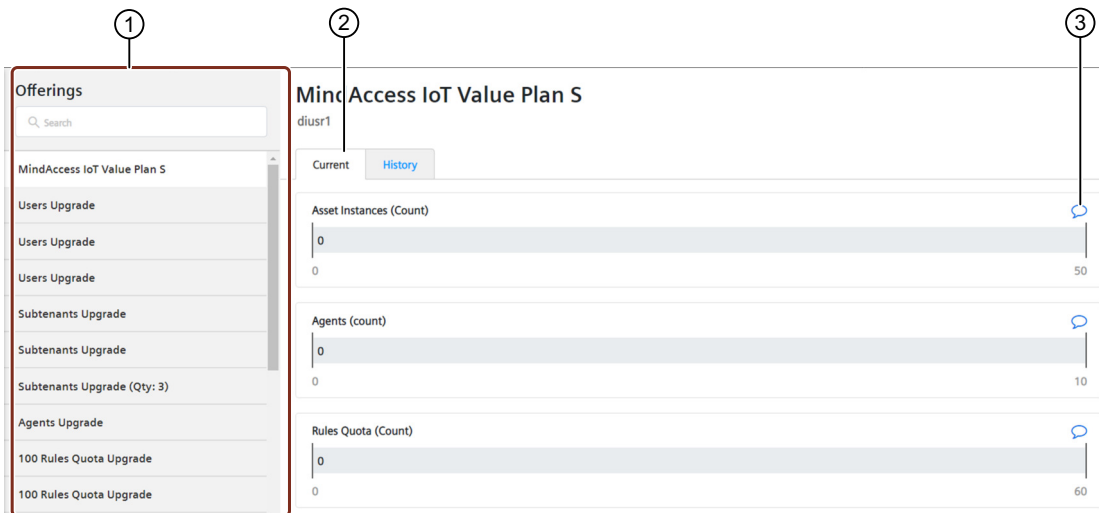 1
2
3
Offerings
Search
MindAccess IoT Value Plan S
Users Upgrade
Users Upgrade
Users Upgrade
Subtenants Upgrade
Subtenants Upgrade
Subtenants Upgrade (Qty: 3)
Agents Upgrade
100 Rules Quota Upgrade
100 Rules Quota Upgrade
MindAccess IoT Value Plan S
diusr1
Current
History
Asset Instances (Count)
0
0
50
Agents (count)
0
0
10
Rules Quota (Count)
0
0
60